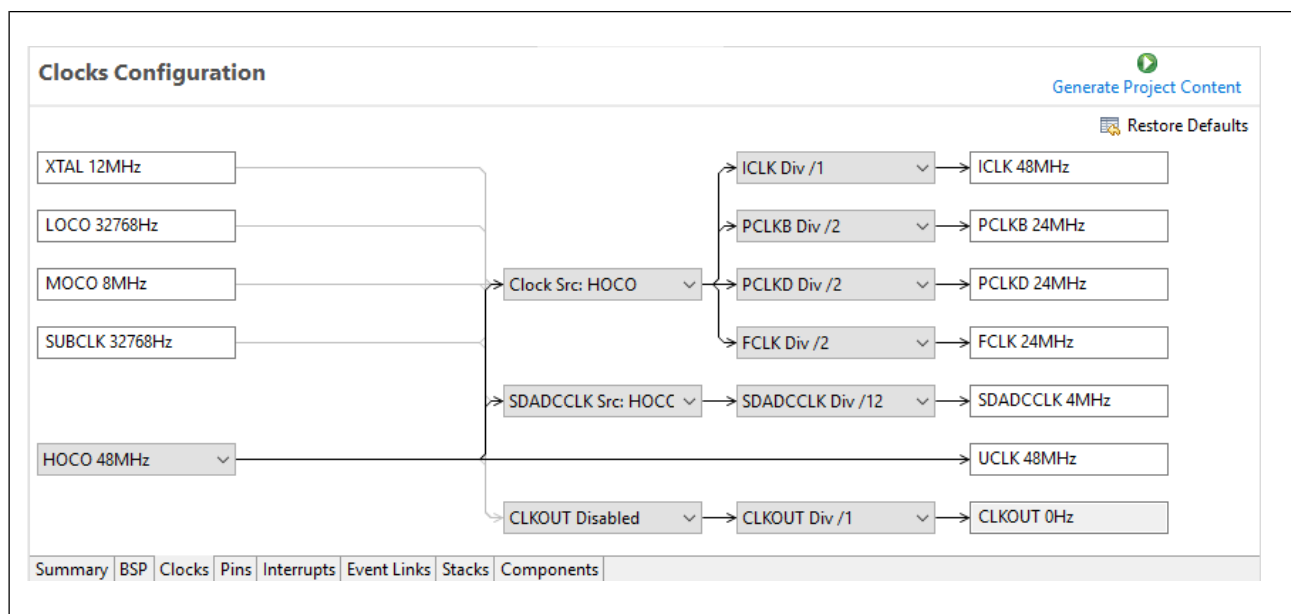 Clocks Configuration
Generate Project Content
Restore Defaults
XTAL 12MHz
ICLK Div /1
ICLK 48MHz
LOCO 32768Hz
PCLKB Div /2
PCLKB 24MHz
MOCO 8MHz
Clock Src: HOCO
PCLKD Div /2
PCLKD 24MHz
SUBCLK 32768Hz
FCLK Div /2
FCLK 24MHz
SDADCCLK Src: HOCC
SDADCCLK Div /12
SDADCCLK 4MHz
HOCO 48MHz
UCLK 48MHz
CLKOUT Disabled
CLKOUT Div /1
CLKOUT 0Hz
Summary BSP Clocks Pins Interrupts Event Links Stacks Components